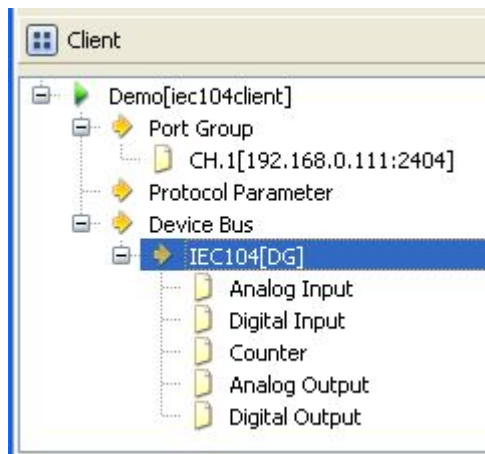 Client
Demo[iec104client]
Port Group
CH.1[192.168.0.111:2404]
Protocol Parameter
Device Bus
IEC104[DG]
Analog Input
Digital Input
Counter
Analog Output
Digital Output